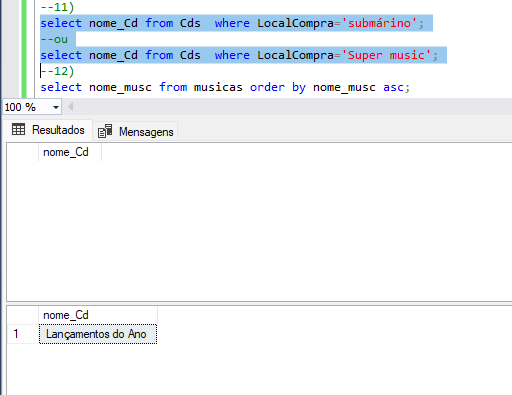 --11)
select nome_Cd from Cds  where LocalCompra='submárino';
--ou
select nome_Cd from Cds  where LocalCompra='Super music';
--12)
select nome_musc from musicas order by nome_musc asc;
100 %
Resultados Mensagens
nome_Cd
nome_Cd
1 Lançamentos do Ano